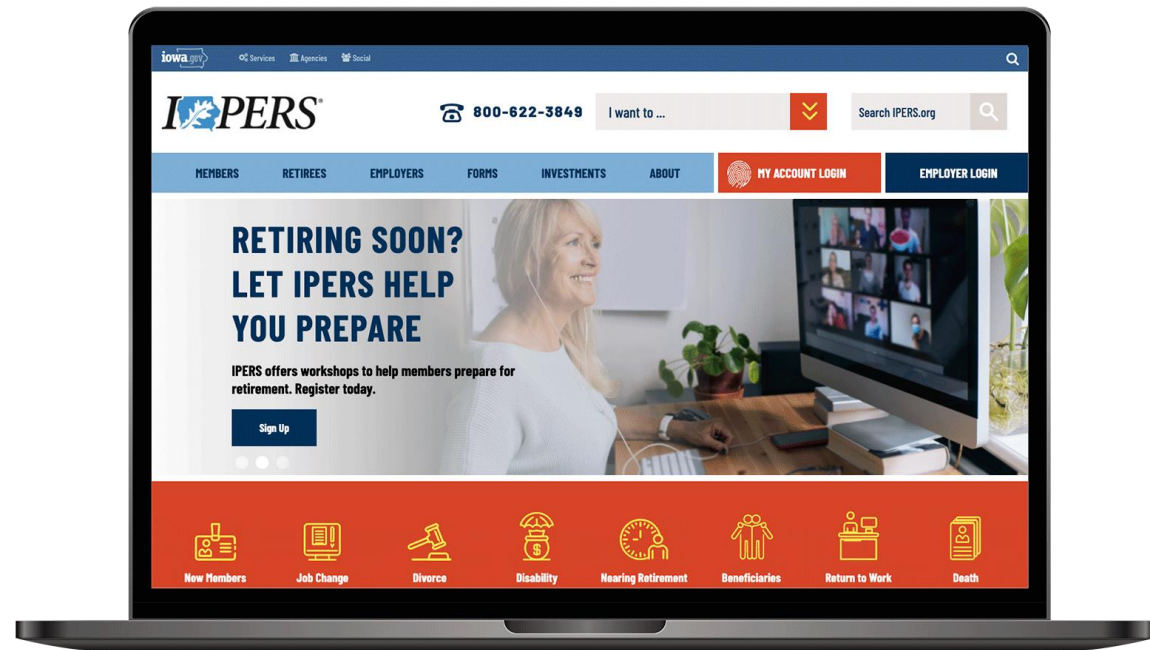 iowa.gov
Services
Agencies
Social
IPERS®
800-622-3849
I want to ...
Search IPERS.org
MEMBERS
RETIREES
EMPLOYERS
FORMS
INVESTMENTS
ABOUT
MY ACCOUNT LOGIN
EMPLOYER LOGIN
RETIRING SOON?
LET IPERS HELP
YOU PREPARE
IPERS offers workshops to help members prepare for
retirement. Register today.
Sign Up
$
New Members
Job Change
Divorce
Disability
Nearing Retirement
Beneficiaries
Return to Work
Death